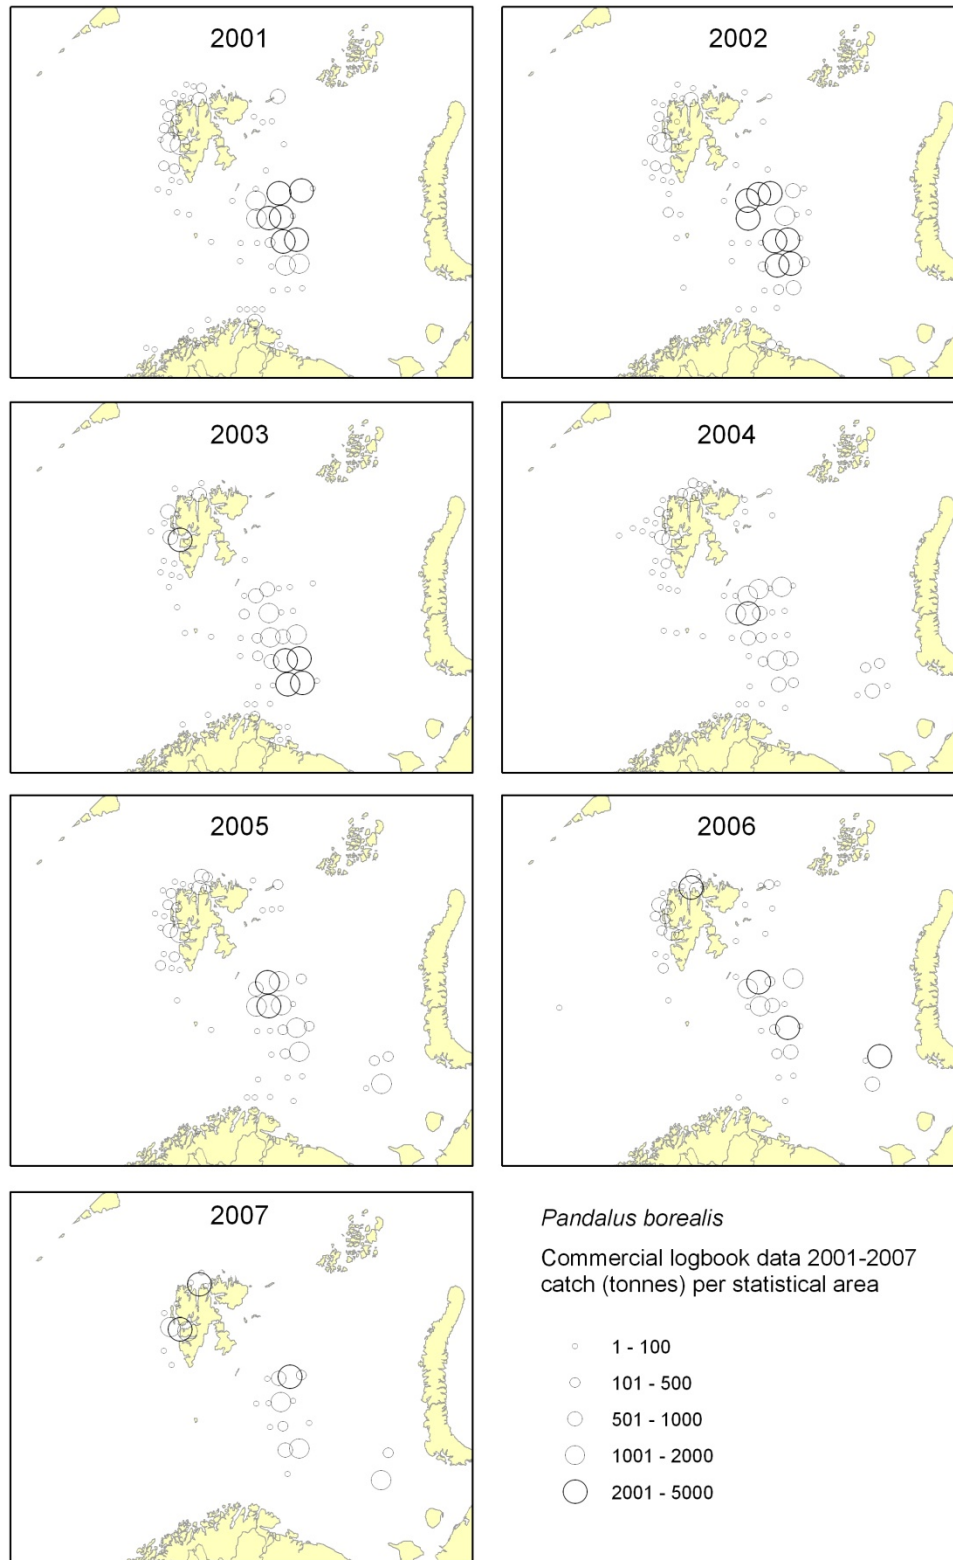 2001
2002
2003
2004
2005
2006
2007
Pandalus borealis
Commercial logbook data 2001-2007
catch (tonnes) per statistical area
1 - 100
101 - 500
501 - 1000
1001 - 2000
2001 - 5000